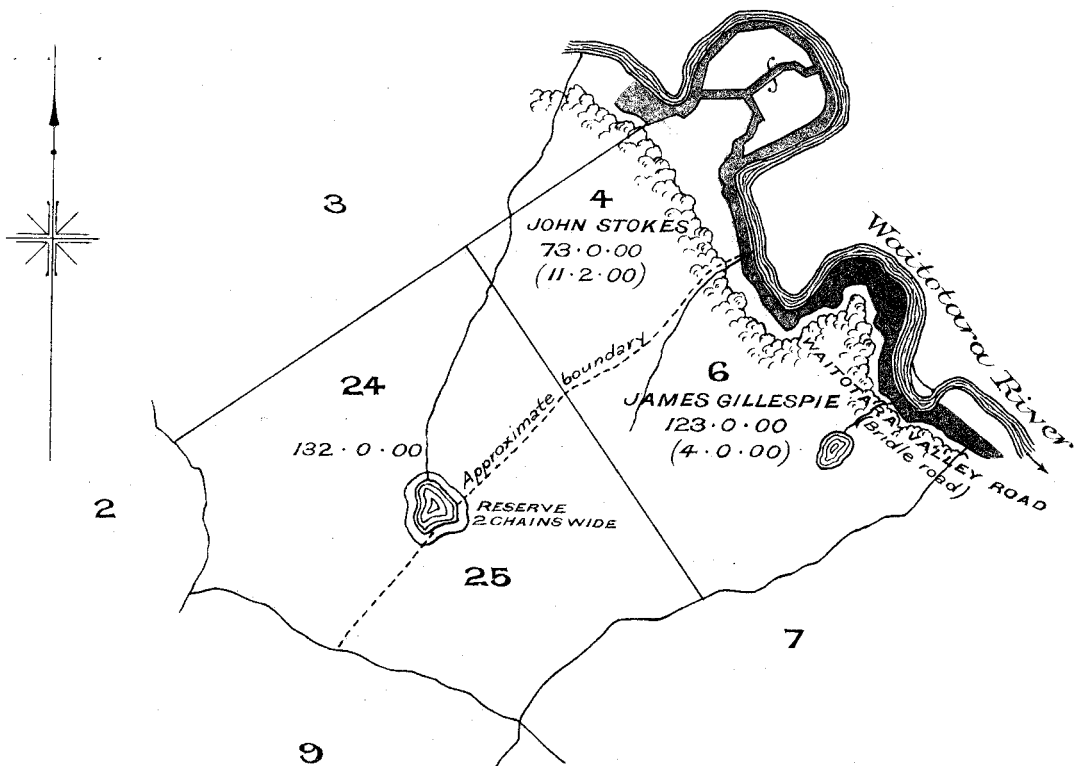 3
4
JOHN STOKES
73·0·00
(11·2·00)
Waitotara River
24
Approximate boundary
6
JAMES GILLESPIE
123·0·00
(4·0·00)
WAITOTARA VALLEY ROAD
(Bridle road)
132·0·00
2
RESERVE
2 CHAINS WIDE
25
7
9